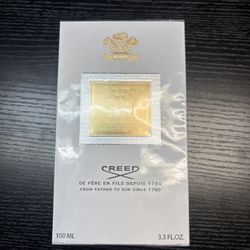 CREED
CREED
DE PÈRE EN FILS DEPUIS 1760
FROM FATHER TO SON SINCE 1760
100 ML
3.3 FL.OZ.